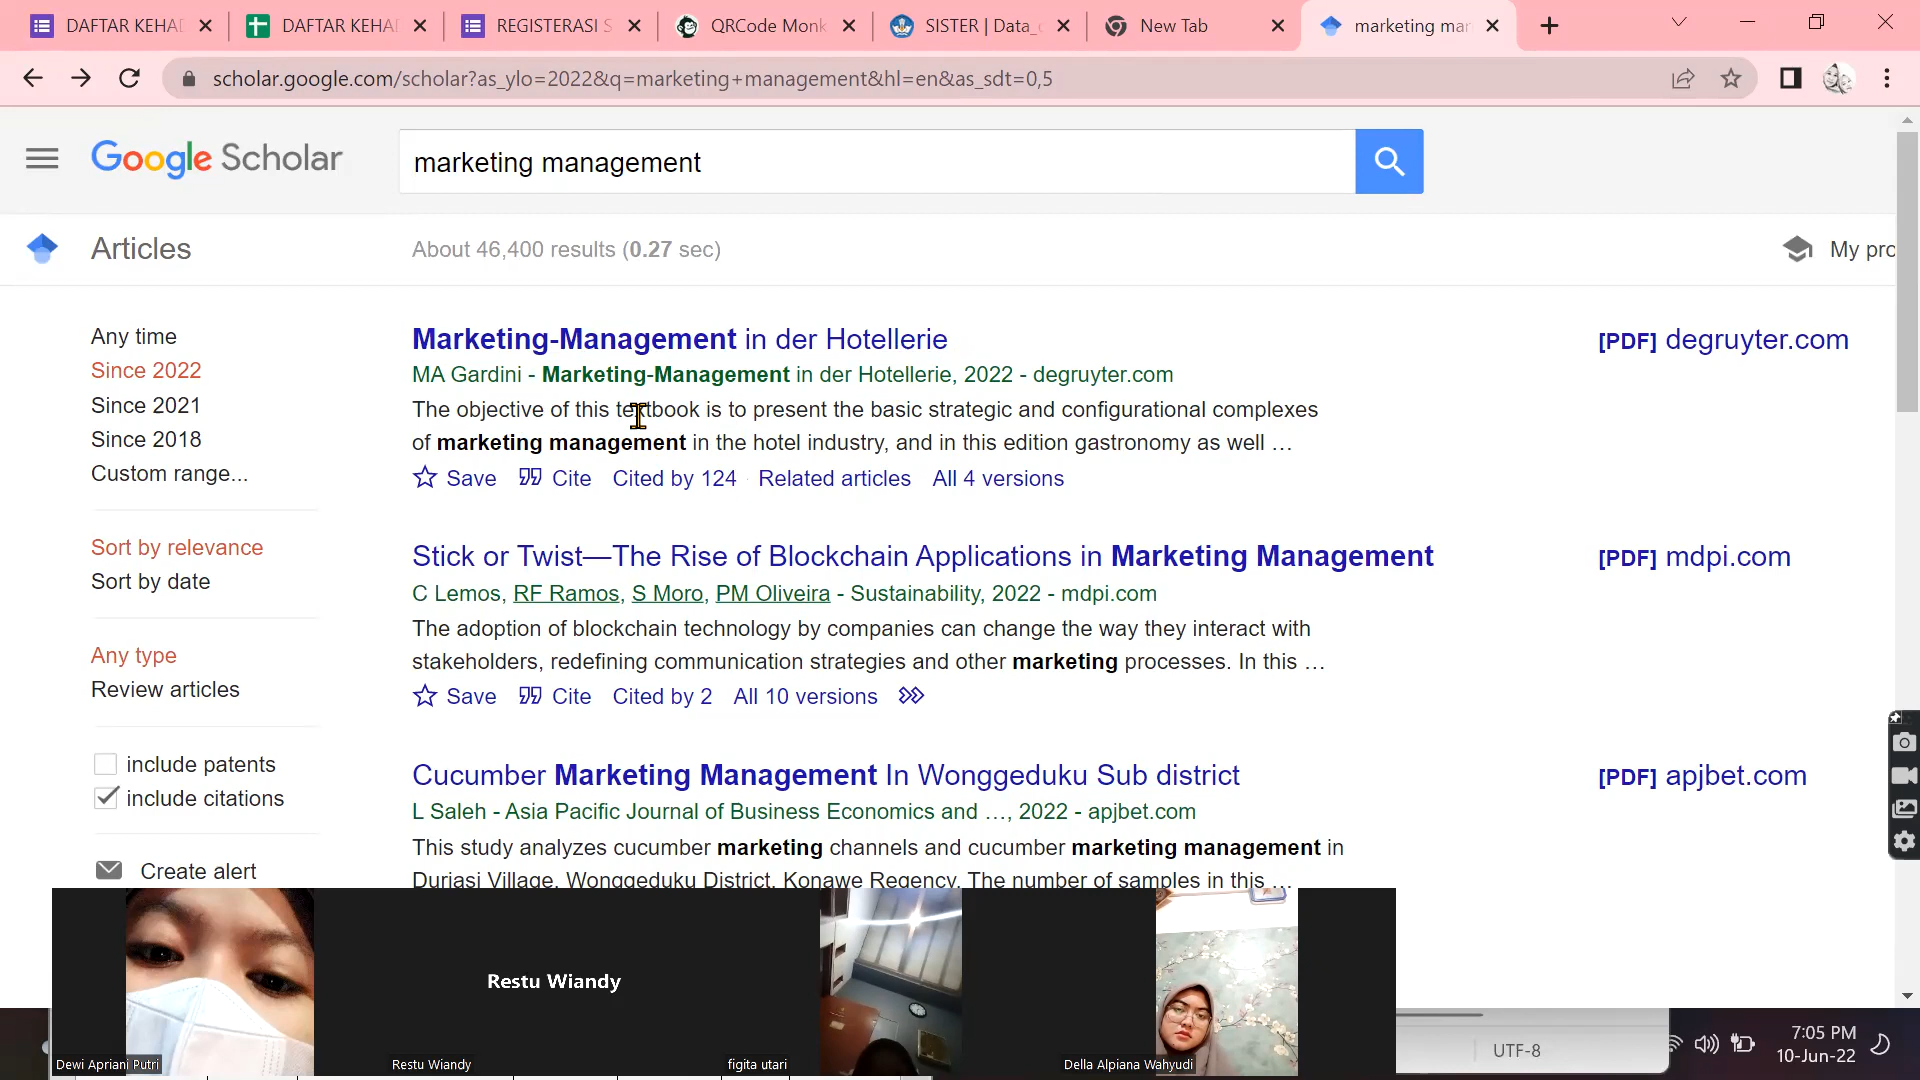 DAFTAR KEHAD
DAFTAR KEHA
REGISTERASI S
QRCode Monk
SISTER | Data_
New Tab
marketing mar
scholar.google.com/scholar?as_ylo=2022&q=marketing+management&hl=en&as_sdt=0,5
Google Scholar
marketing management
Articles
About 46,400 results (0.27 sec)
My pro
Any time
Since 2022
Since 2021
Since 2018
Custom range...
Sort by relevance
Sort by date
Any type
Review articles
include patents
include citations
Create alert
Marketing-Management in der Hotellerie
[PDF] degruyter.com
MA Gardini - Marketing-Management in der Hotellerie, 2022 - degruyter.com
The objective of this textbook is to present the basic strategic and configurational complexes
of marketing management in the hotel industry, and in this edition gastronomy as well …
Save Cite Cited by 124 Related articles All 4 versions
Stick or Twist—The Rise of Blockchain Applications in Marketing Management
[PDF] mdpi.com
C Lemos, RF Ramos, S Moro, PM Oliveira - Sustainability, 2022 - mdpi.com
The adoption of blockchain technology by companies can change the way they interact with
stakeholders, redefining communication strategies and other marketing processes. In this …
Save Cite Cited by 2 All 10 versions
Cucumber Marketing Management In Wonggeduku Sub district
[PDF] apjbet.com
L Saleh - Asia Pacific Journal of Business Economics and …, 2022 - apjbet.com
This study analyzes cucumber marketing channels and cucumber marketing management in
Duriasi Village, Wonggeduku District, Konawe Regency. The number of samples in this …
Restu Wiandy
Dewi Apriani Putri
Restu Wiandy
figita utari
Della Alpiana Wahyudi
UTF-8
7:05 PM
10-Jun-22